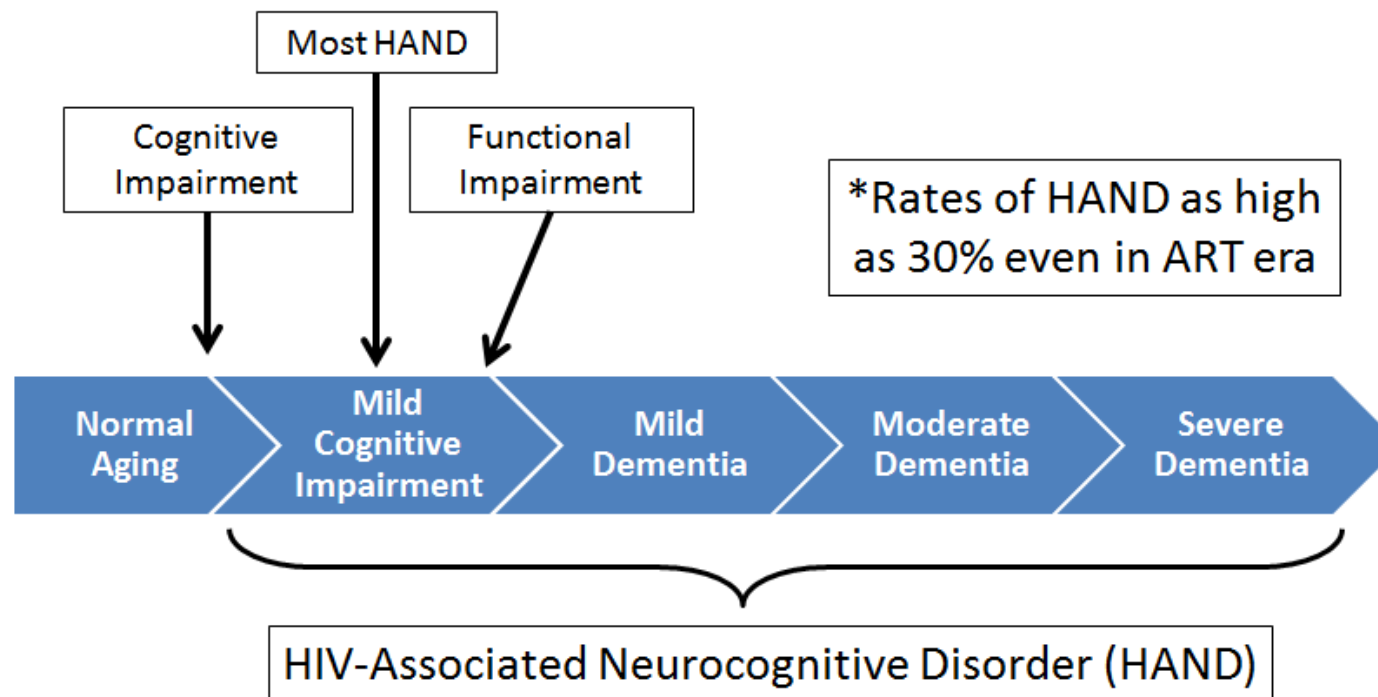 Most HAND
Cognitive
Impairment
Functional
Impairment
*Rates of HAND as high
as 30% even in ART era
Normal
Aging
Mild
Cognitive
Impairment
Mild
Dementia
Moderate
Dementia
Severe
Dementia
HIV-Associated Neurocognitive Disorder (HAND)